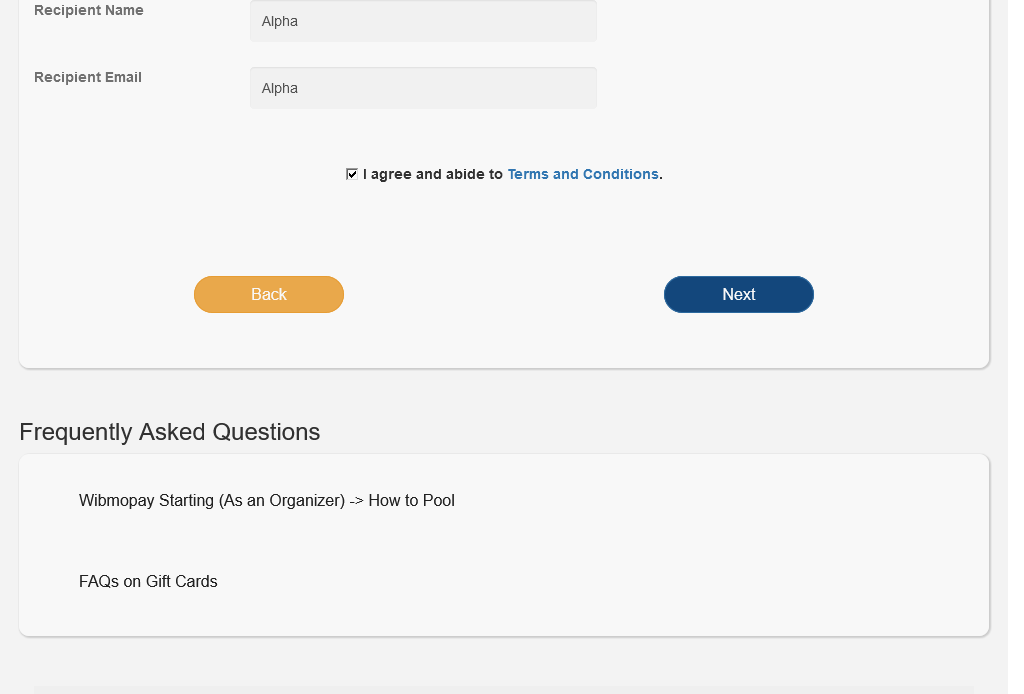 Recipient Name
Alpha
Recipient Email
Alpha
I agree and abide to Terms and Conditions.
Back
Next
Frequently Asked Questions
Wibmopay Starting (As an Organizer) -> How to Pool
FAQs on Gift Cards